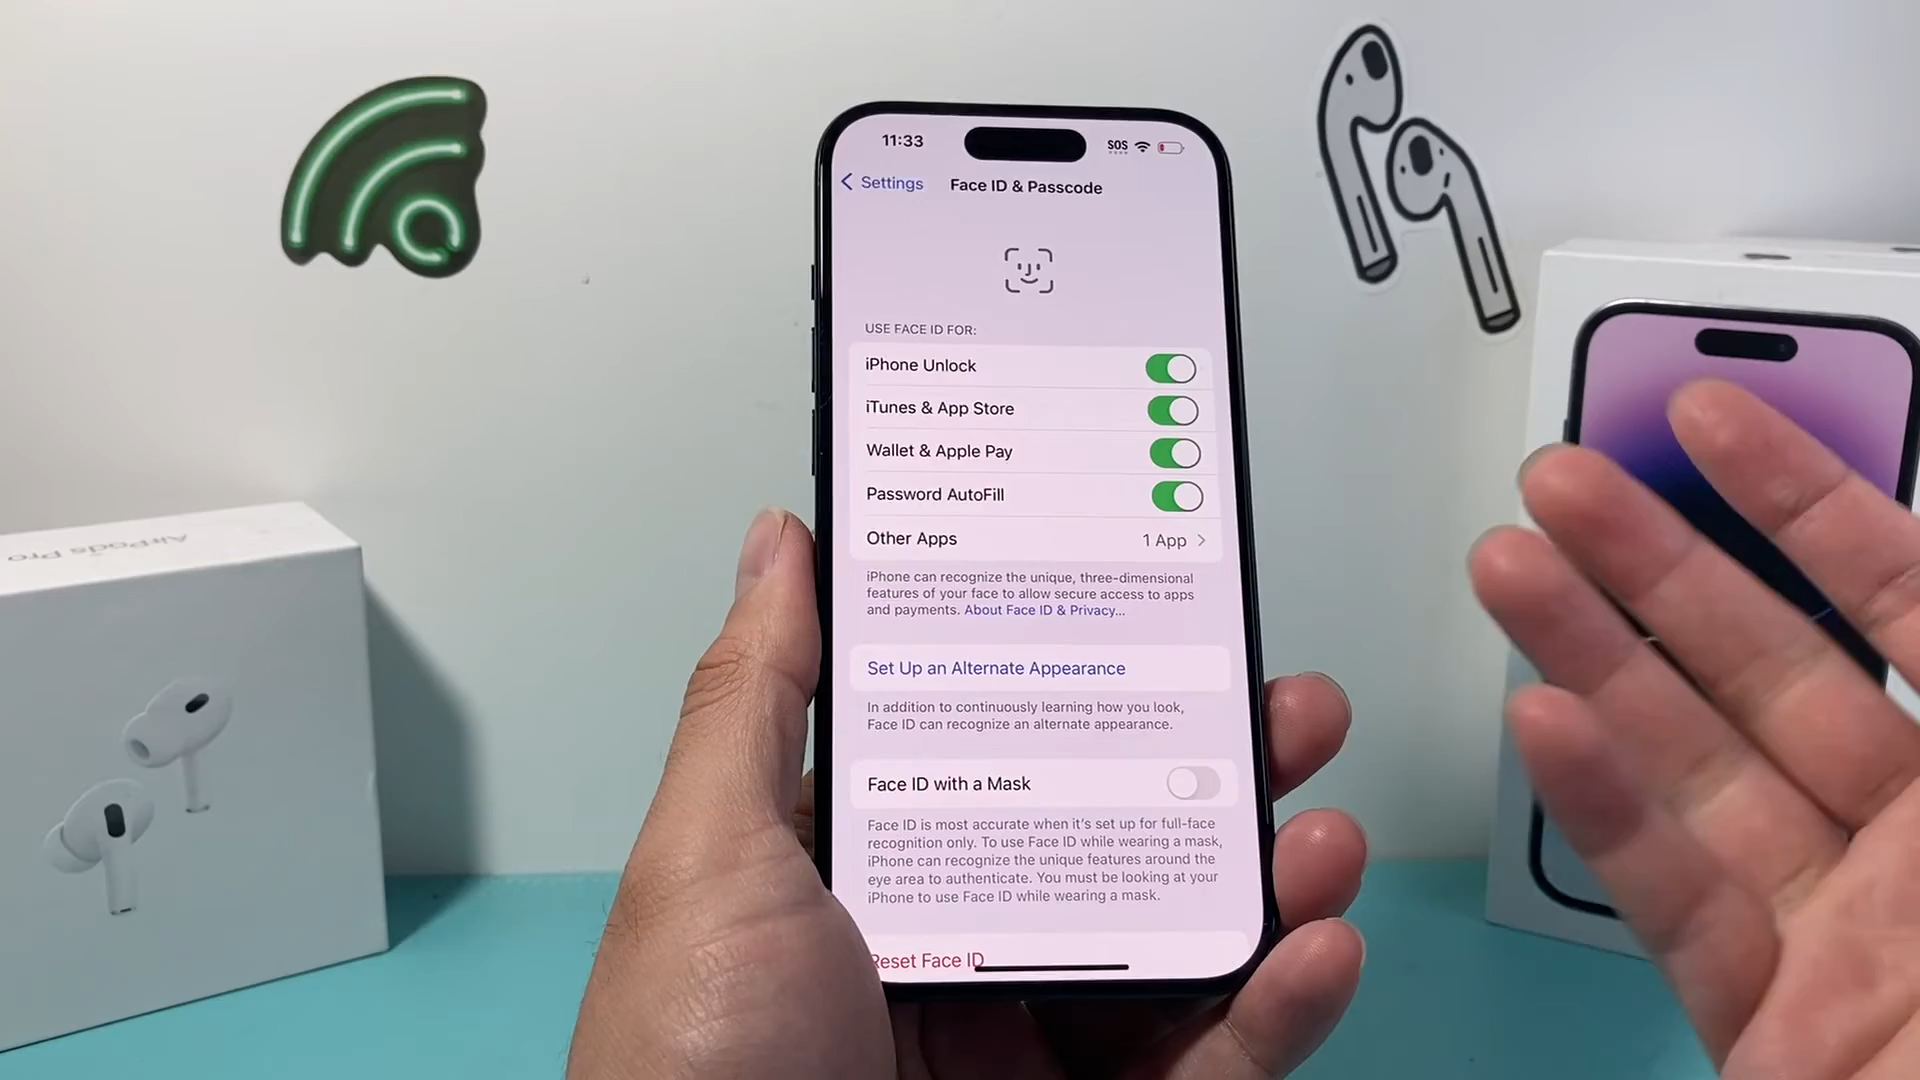 11:33
SOS
Settings
Face ID & Passcode
USE FACE ID FOR:
iPhone Unlock
iTunes & App Store
Wallet & Apple Pay
Password AutoFill
Other Apps 1 App
iPhone can recognize the unique, three-dimensional
features of your face to allow secure access to apps
and payments. About Face ID & Privacy...
Set Up an Alternate Appearance
In addition to continuously learning how you look,
Face ID can recognize an alternate appearance.
Face ID with a Mask
Face ID is most accurate when it's set up for full-face
recognition only. To use Face ID while wearing a mask,
iPhone can recognize the unique features around the
eye area to authenticate. You must be looking at your
iPhone to use Face ID while wearing a mask.
Reset Face ID
AirPods Pro